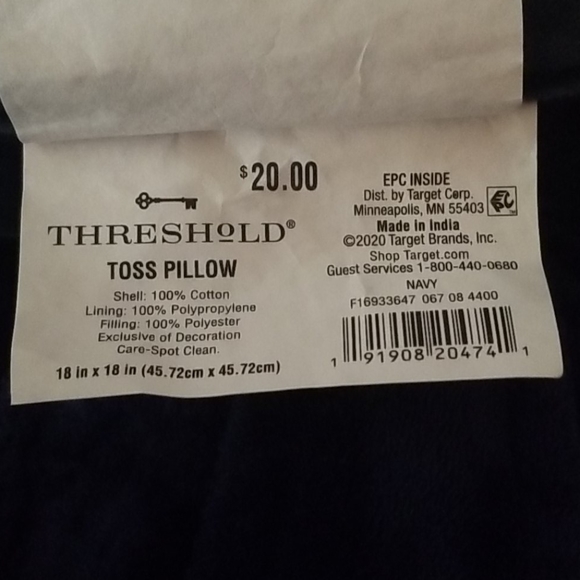 $20.00
THRESHOLD®
TOSS PILLOW
Shell: 100% Cotton
Lining: 100% Polypropylene
Filling: 100% Polyester
Exclusive of Decoration
Care-Spot Clean.
18 in x 18 in (45.72cm x 45.72cm)
EPC INSIDE
Dist. by Target Corp.
Minneapolis, MN 55403
Made in India
©2020 Target Brands, Inc.
Shop Target.com
Guest Services 1-800-440-0680
NAVY
F16933647 067 08 4400
1 91908 20474 1